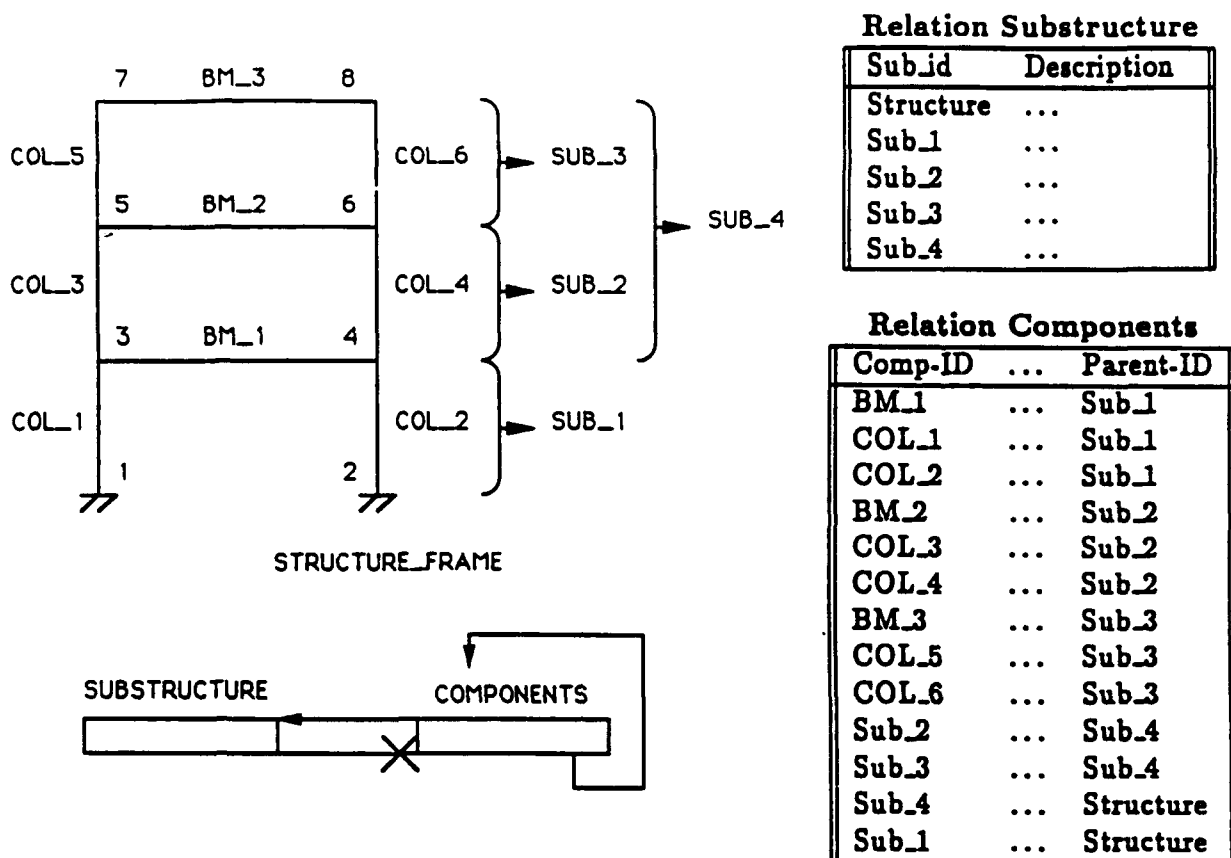 7 BM_3 8
COL_5 COL_6 SUB_3
5 BM_2 6
SUB_4
COL_3 COL_4 SUB_2
3 BM_1 4
COL_1 COL_2 SUB_1
1 2
STRUCTURE_FRAME
SUBSTRUCTURE COMPONENTS
Relation Substructure
Sub_id Description
Structure ...
Sub_1 ...
Sub_2 ...
Sub_3 ...
Sub_4 ...
Relation Components
Comp-ID ... Parent-ID
BM_1 ... Sub_1
COL_1 ... Sub_1
COL_2 ... Sub_1
BM_2 ... Sub_2
COL_3 ... Sub_2
COL_4 ... Sub_2
BM_3 ... Sub_3
COL_5 ... Sub_3
COL_6 ... Sub_3
Sub_2 ... Sub_4
Sub_3 ... Sub_4
Sub_4 ... Structure
Sub_1 ... Structure